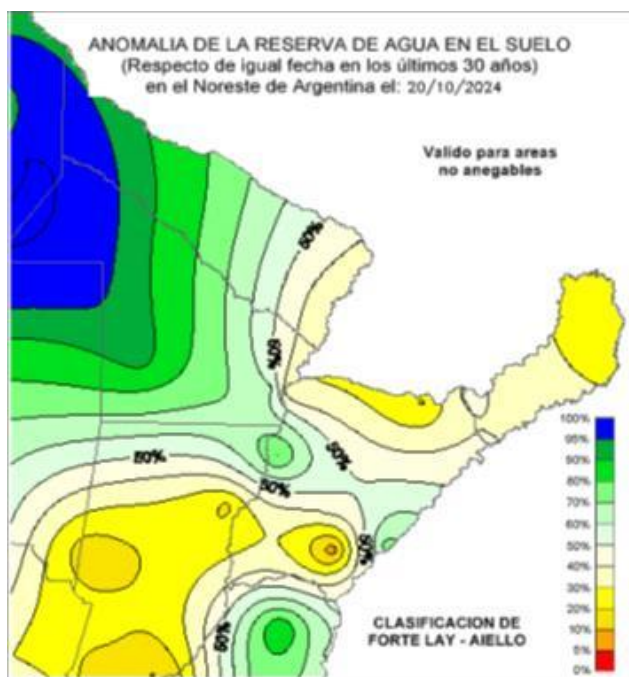 ANOMALIA DE LA RESERVA DE AGUA EN EL SUELO
(Respecto de igual fecha en los últimos 30 años)
en el Noreste de Argentina el: 20/10/2024
Valido para areas
no anegables
50%
50%
50%
50%
50%
50%
50%
100%
95%
90%
80%
70%
60%
50%
40%
30%
20%
10%
5%
0%
CLASIFICACION DE
FORTE LAY - AIELLO